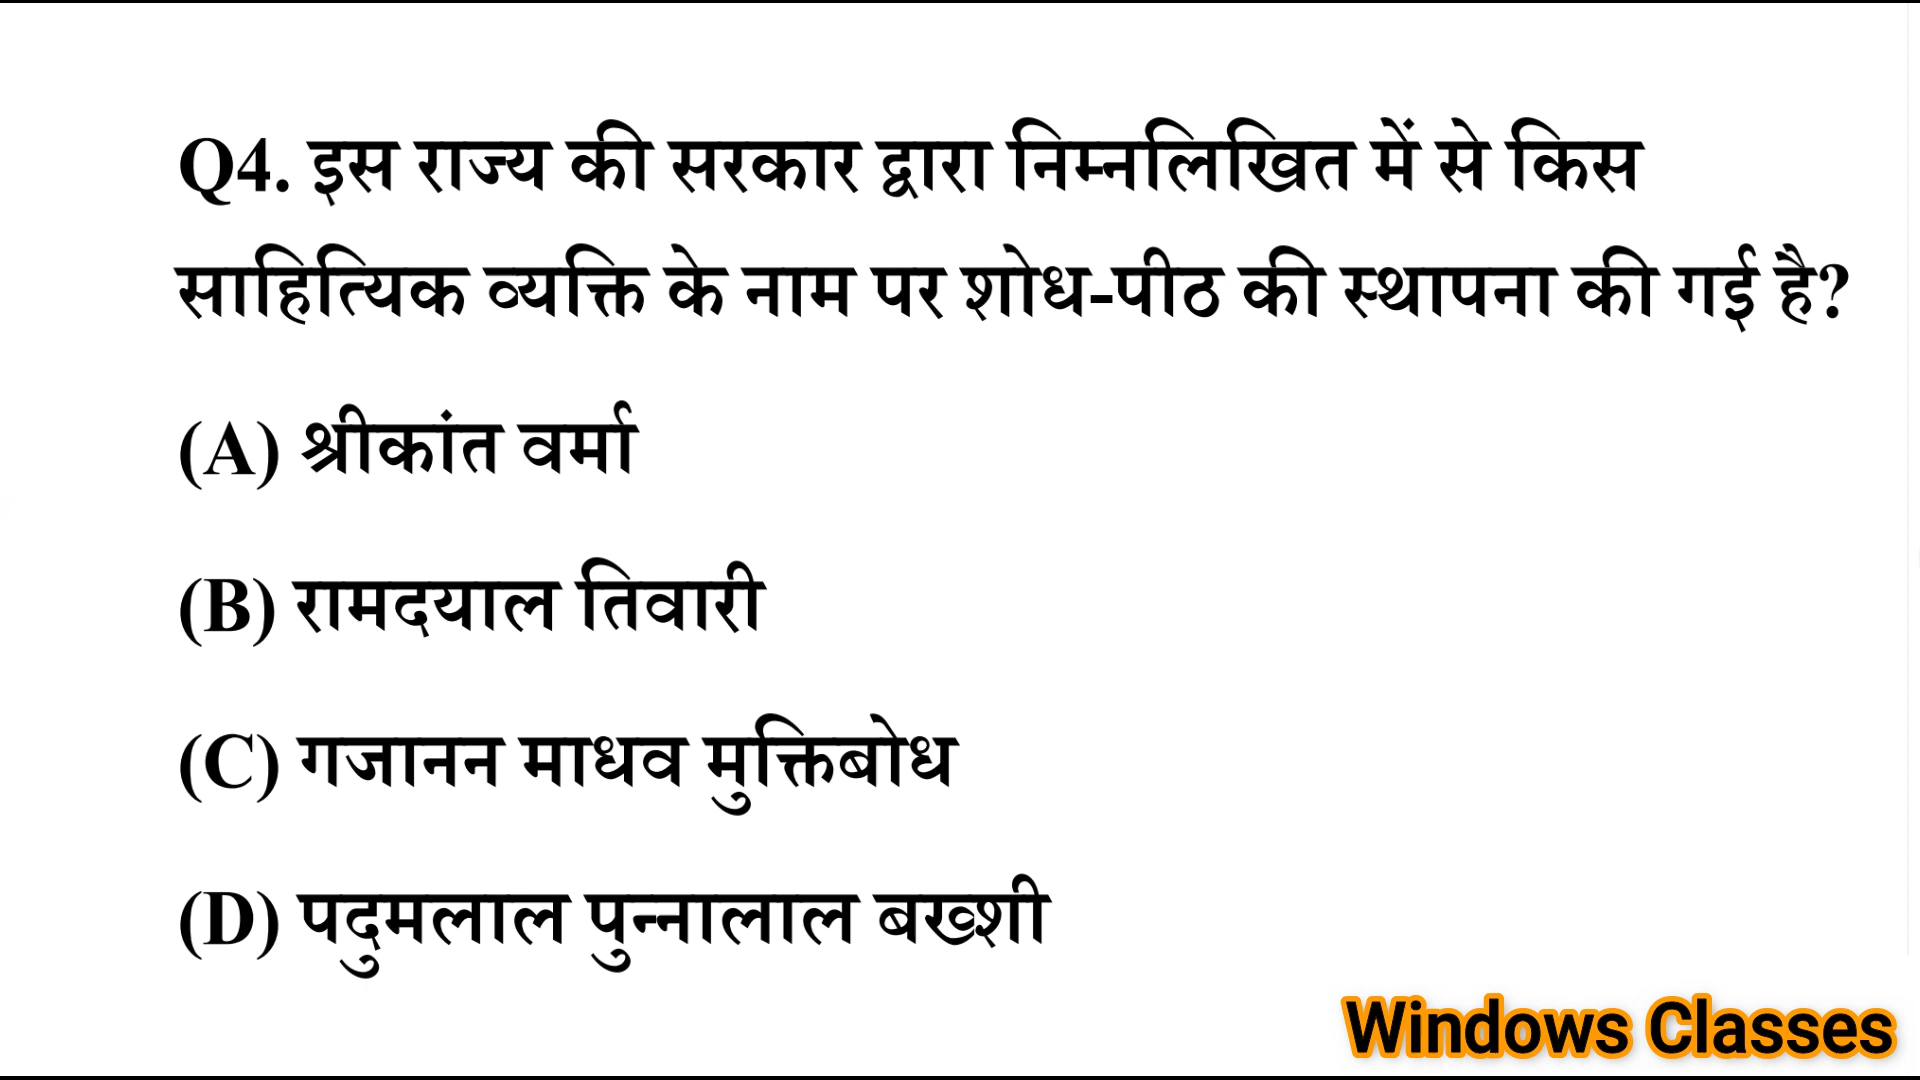 Q4. इस राज्य की सरकार द्वारा निम्नलिखित में से किस
साहित्यिक व्यक्ति के नाम पर शोध-पीठ की स्थापना की गई है?
(A) श्रीकांत वर्मा
(B) रामदयाल तिवारी
(C) गजानन माधव मुक्तिबोध
(D) पदुमलाल पुन्नालाल बख्शी
Windows Classes